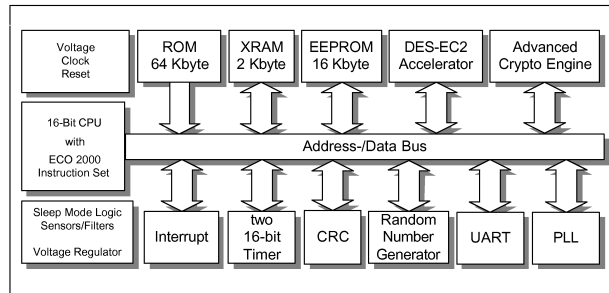 Voltage
Clock
Reset
ROM
64 Kbyte
XRAM
2 Kbyte
EEPROM
16 Kbyte
DES-EC2
Accelerator
Advanced
Crypto Engine
16-Bit CPU
with
ECO 2000
Instruction Set
Address-/Data Bus
Sleep Mode Logic
Sensors/Filters
Voltage Regulator
Interrupt
two
16-bit
Timer
CRC
Random
Number
Generator
UART
PLL